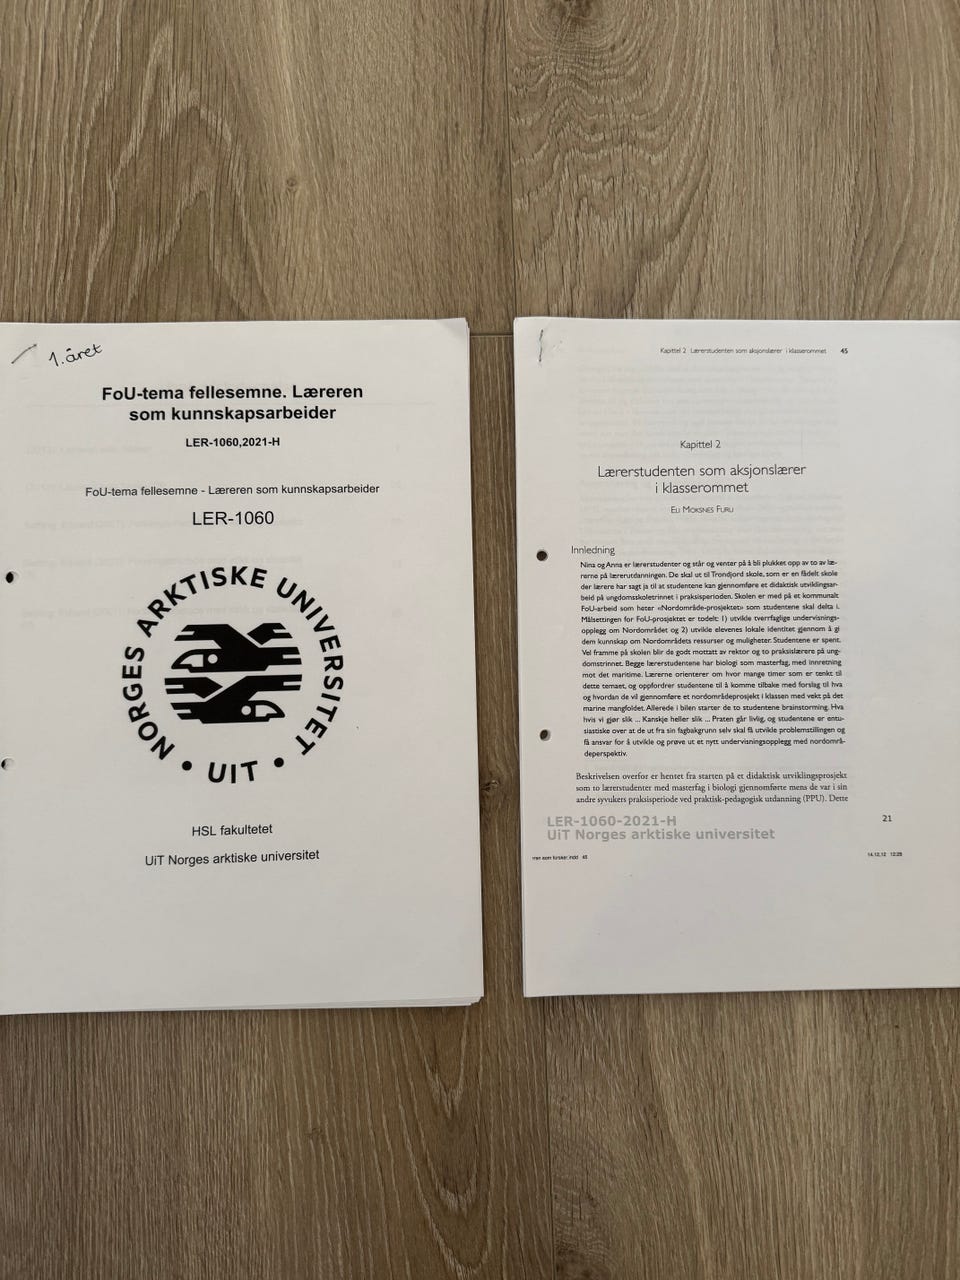 1. året
FoU-tema fellesemne. Læreren
som kunnskapsarbeider
LER-1060,2021-H
FoU-tema fellesemne - Læreren som kunnskapsarbeider
LER-1060
NORGES ARKTISKE UNIVERSITET
• UIT •
HSL fakultetet
UiT Norges arktiske universitet
Kapittel 2 Lærerstudenten som aksjonslærer i klasserommet 45
Kapittel 2
Lærerstudenten som aksjonslærer
i klasserommet
Eli Moksnes Furu
Innledning
Nina og Anna er lærerstudenter og står og venter på å bli plukket opp av to av læ-
rerne på lærerutdanningen. De skal ut til Trondjord skole, som er en fådelt skole
der lærere har sagt ja til at studentene kan gjennomføre et didaktisk utviklingsar-
beid på ungdomsskoletrinnet i praksisperioden. Skolen er med på et kommunalt
FoU-arbeid som heter «Nordområde-prosjektet» som studentene skal delta i.
Målsettingen for FoU-prosjektet er todelt: 1) utvikle tverrfaglige undervisnings-
opplegg om Nordområdet og 2) utvikle elevenes lokale identitet gjennom å gi
dem kunnskap om Nordområdets ressurser og muligheter. Studentene er spent.
Vel framme på skolen blir de godt mottatt av rektor og to praksislærere på ung-
domstrinnet. Begge lærerstudentene har biologi som masterfag, med innretning
mot det maritime. Lærerne orienterer om hvor mange timer som er tenkt til
dette temaet, og oppfordrer studentene til å komme tilbake med forslag til hva
og hvordan de vil gjennomføre et nordområdeprosjekt i klassen med vekt på det
marine mangfoldet. Allerede i bilen starter de to studentene brainstorming. Hva
hvis vi gjør slik ... Kanskje heller slik ... Praten går livlig, og studentene er entu-
siastiske over at de ut fra sin fagbakgrunn selv skal få utvikle problemstillingen og
få ansvar for å utvikle og prøve ut et nytt undervisningsopplegg med nordområ-
deperspektiv.
Beskrivelsen overfor er hentet fra starten på et didaktisk utviklingsprosjekt
som to lærerstudenter med masterfag i biologi gjennomførte mens de var i sin
andre syvukers praksisperiode ved praktisk-pedagogisk utdanning (PPU). Dette
LER-1060-2021-H 21
UiT Norges arktiske universitet
ren som forsker.indd 45 14.12.12 12:29